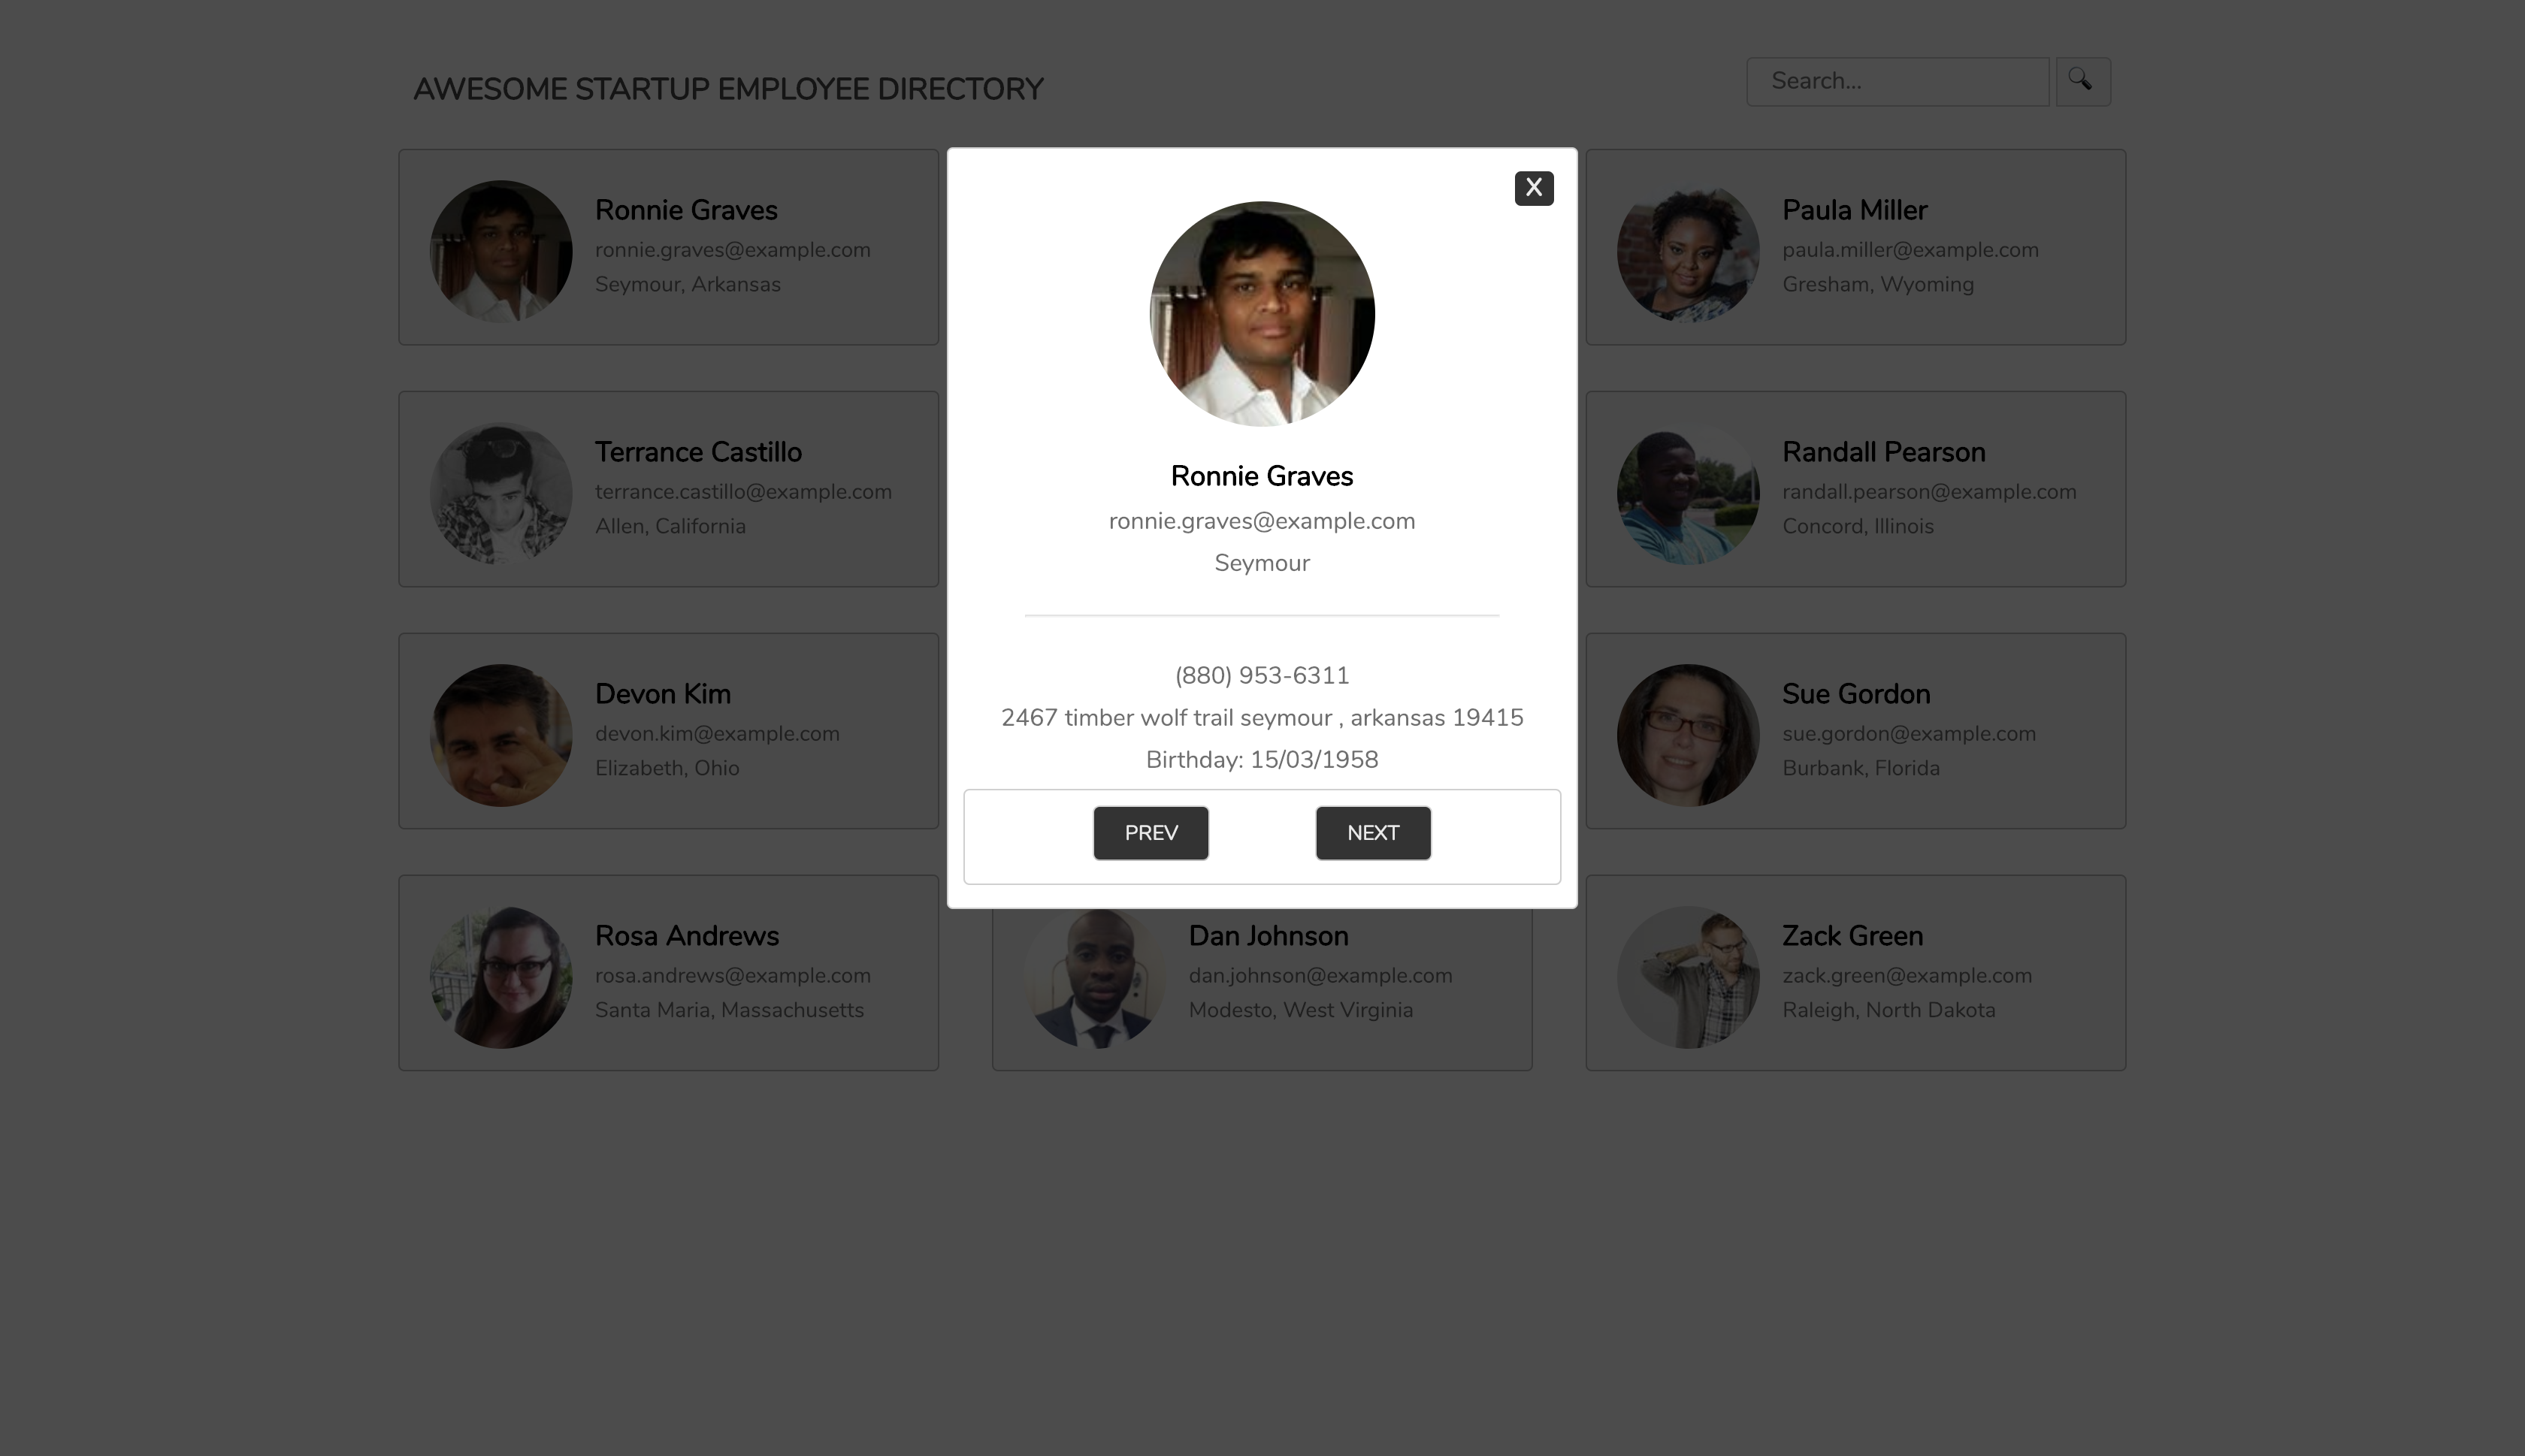 AWESOME STARTUP EMPLOYEE DIRECTORY
Search...
Ronnie Graves
ronnie.graves@example.com
Seymour, Arkansas
X
Ronnie Graves
ronnie.graves@example.com
Seymour
(880) 953-6311
2467 timber wolf trail seymour , arkansas 19415
Birthday: 15/03/1958
PREV
NEXT
Paula Miller
paula.miller@example.com
Gresham, Wyoming
Terrance Castillo
terrance.castillo@example.com
Allen, California
Randall Pearson
randall.pearson@example.com
Concord, Illinois
Devon Kim
devon.kim@example.com
Elizabeth, Ohio
Sue Gordon
sue.gordon@example.com
Burbank, Florida
Rosa Andrews
rosa.andrews@example.com
Santa Maria, Massachusetts
Dan Johnson
dan.johnson@example.com
Modesto, West Virginia
Zack Green
zack.green@example.com
Raleigh, North Dakota